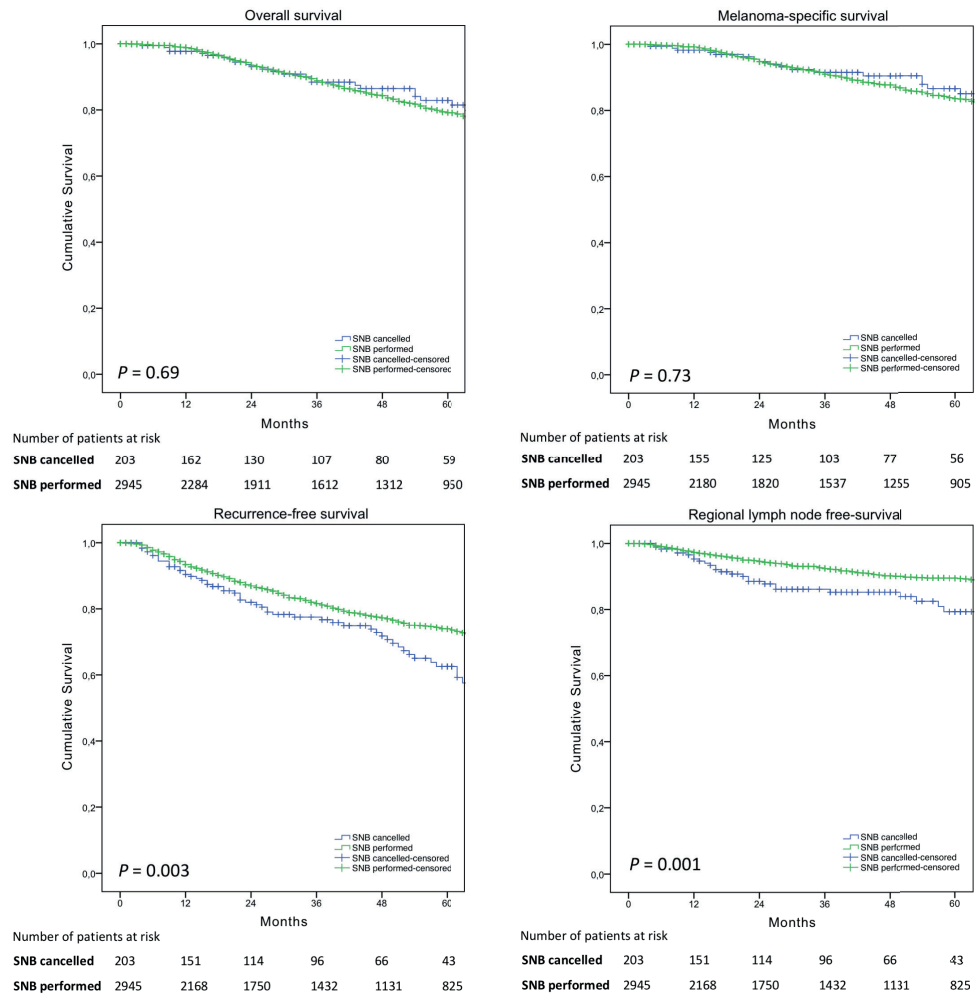 Overall survival
Cumulative Survival
1,0
0,8
0,6
0,4
0,2
0,0
SNB cancelled
SNB performed
SNB cancelled-censored
SNB performed-censored
P = 0.69
0 12 24 36 48 60
Months
Number of patients at risk
SNB cancelled 203 162 130 107 80 59
SNB performed 2945 2284 1911 1612 1312 950
Melanoma-specific survival
Cumulative Survival
1,0
0,8
0,6
0,4
0,2
0,0
SNB cancelled
SNB performed
SNB cancelled-censored
SNB performed-censored
P = 0.73
0 12 24 36 48 60
Months
Number of patients at risk
SNB cancelled 203 155 125 103 77 56
SNB performed 2945 2180 1820 1537 1255 905
Recurrence-free survival
Cumulative Survival
1,0
0,8
0,6
0,4
0,2
0,0
SNB cancelled
SNB performed
SNB cancelled-censored
SNB performed-censored
P = 0.003
0 12 24 36 48 60
Months
Number of patients at risk
SNB cancelled 203 151 114 96 66 43
SNB performed 2945 2168 1750 1432 1131 825
Regional lymph node free-survival
Cumulative Survival
1,0
0,8
0,6
0,4
0,2
0,0
SNB cancelled
SNB performed
SNB cancelled-censored
SNB performed-censored
P = 0.001
0 12 24 36 48 60
Months
Number of patients at risk
SNB cancelled 203 151 114 96 66 43
SNB performed 2945 2168 1750 1432 1131 825